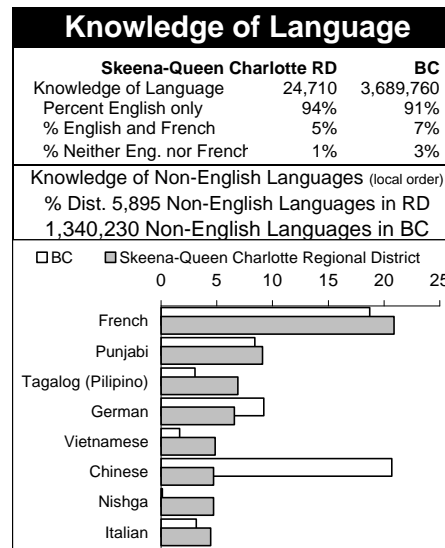 Knowledge of Language
Skeena-Queen Charlotte RD BC
Knowledge of Language 24,710 3,689,760
Percent English only 94% 91%
% English and French 5% 7%
% Neither Eng. nor French 1% 3%
Knowledge of Non-English Languages (local order)
% Dist. 5,895 Non-English Languages in RD
1,340,230 Non-English Languages in BC
BC Skeena-Queen Charlotte Regional District
0 5 10 15 20 25
French
Punjabi
Tagalog (Pilipino)
German
Vietnamese
Chinese
Nishga
Italian